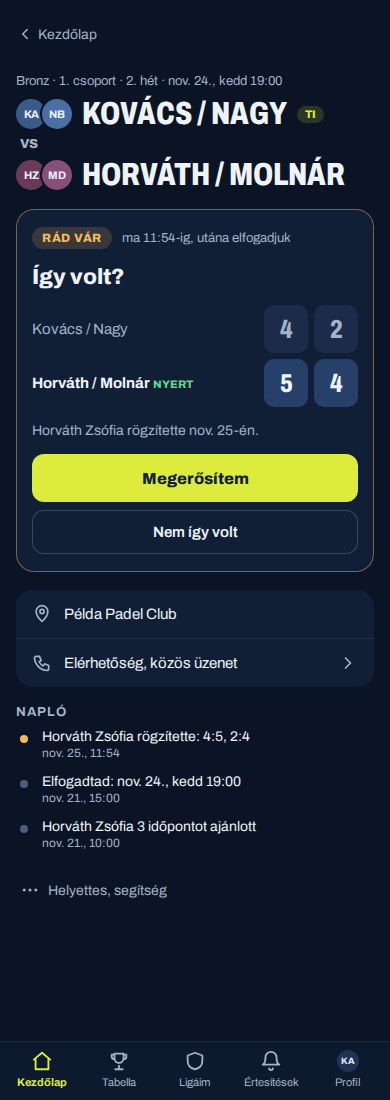 Kezdőlap
Bronz · 1. csoport · 2. hét · nov. 24., kedd 19:00
KA NB KOVÁCS / NAGY TI
VS
HZ MD HORVÁTH / MOLNÁR
RÁD VÁR ma 11:54-ig, utána elfogadjuk
Így volt?
Kovács / Nagy 4 2
Horváth / Molnár NYERT 5 4
Horváth Zsófia rögzítette nov. 25-én.
Megerősítem
Nem így volt
Példa Padel Club
Elérhetőség, közös üzenet
NAPLÓ
Horváth Zsófia rögzítette: 4:5, 2:4
nov. 25., 11:54
Elfogadtad: nov. 24., kedd 19:00
nov. 21., 15:00
Horváth Zsófia 3 időpontot ajánlott
nov. 21., 10:00
Helyettes, segítség
KA
Kezdőlap Tabella Ligáim Értesítések Profil